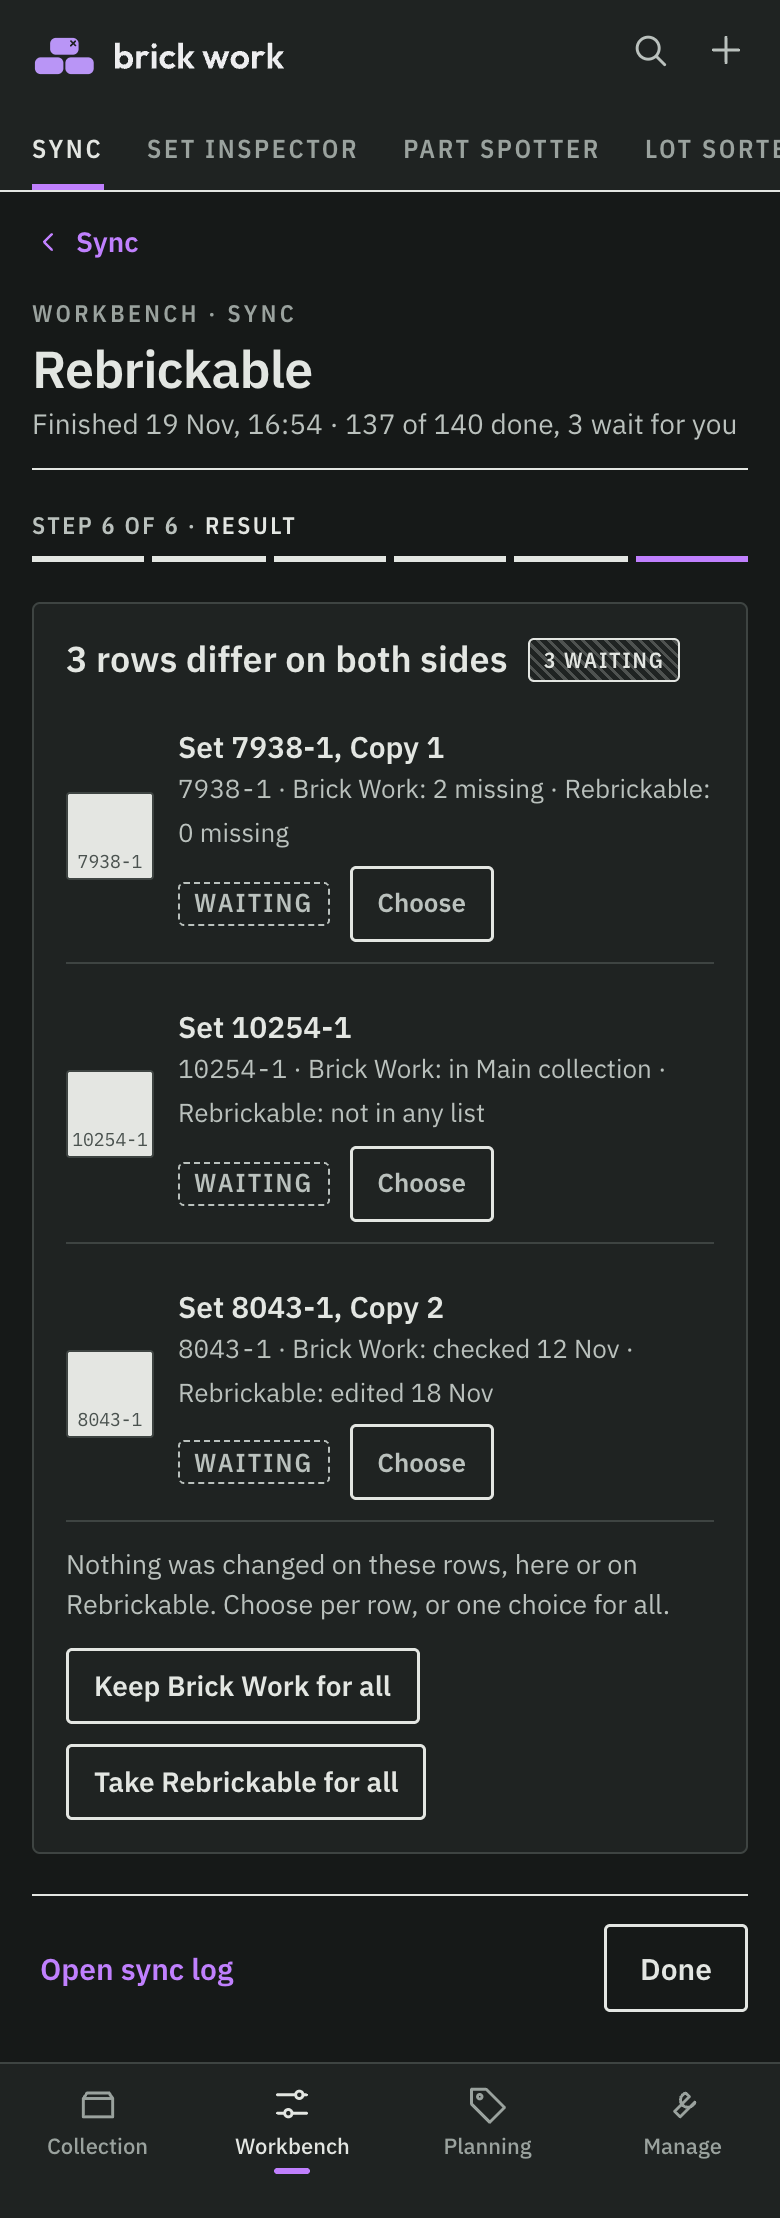 brick work
SYNC SET INSPECTOR PART SPOTTER LOT SORTE
Sync
WORKBENCH · SYNC
Rebrickable
Finished 19 Nov, 16:54 · 137 of 140 done, 3 wait for you
STEP 6 OF 6 · RESULT
3 rows differ on both sides 3 WAITING
Set 7938-1, Copy 1
7938-1 · Brick Work: 2 missing · Rebrickable:
0 missing
7938-1
WAITING Choose
Set 10254-1
10254-1 · Brick Work: in Main collection ·
Rebrickable: not in any list
10254-1
WAITING Choose
Set 8043-1, Copy 2
8043-1 · Brick Work: checked 12 Nov ·
Rebrickable: edited 18 Nov
8043-1
WAITING Choose
Nothing was changed on these rows, here or on
Rebrickable. Choose per row, or one choice for all.
Keep Brick Work for all
Take Rebrickable for all
Open sync log Done
Collection Workbench Planning Manage